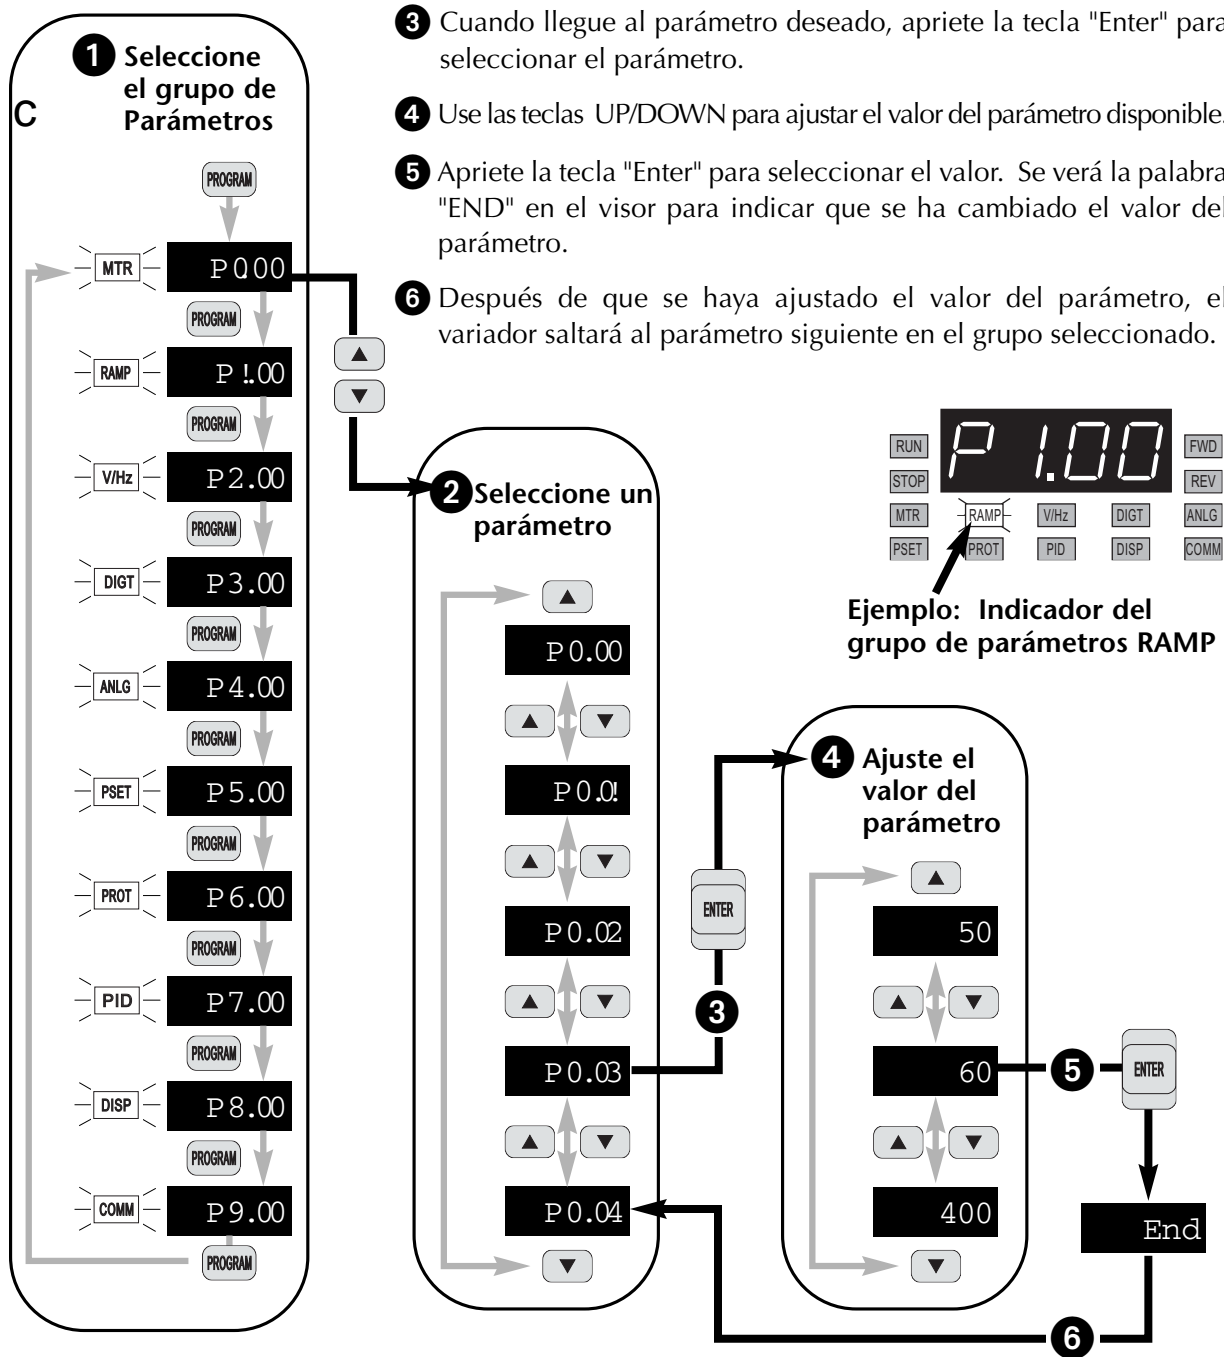 1 Seleccione
el grupo de
Parámetros
C
PROGRAM
MTR P0.00
PROGRAM
RAMP P!.00
PROGRAM
V/Hz P2.00
PROGRAM
DIGT P3.00
PROGRAM
ANLG P4.00
PROGRAM
PSET P5.00
PROGRAM
PROT P6.00
PROGRAM
PID P7.00
PROGRAM
DISP P8.00
PROGRAM
COMM P9.00
PROGRAM
3 Cuando llegue al parámetro deseado, apriete la tecla "Enter" para
seleccionar el parámetro.
4 Use las teclas UP/DOWN para ajustar el valor del parámetro disponible.
5 Apriete la tecla "Enter" para seleccionar el valor. Se verá la palabra
"END" en el visor para indicar que se ha cambiado el valor del
parámetro.
6 Después de que se haya ajustado el valor del parámetro, el
variador saltará al parámetro siguiente en el grupo seleccionado.
2 Seleccione un
parámetro
P0.00
P0.0!
P0.02
P0.03
P0.04
ENTER
3
P1.00
RUN FWD
STOP REV
MTR RAMP V/Hz DIGT ANLG
PSET PROT PID DISP COMM
Ejemplo: Indicador del
grupo de parámetros RAMP
4 Ajuste el
valor del
parámetro
50
60
400
5
ENTER
End
6